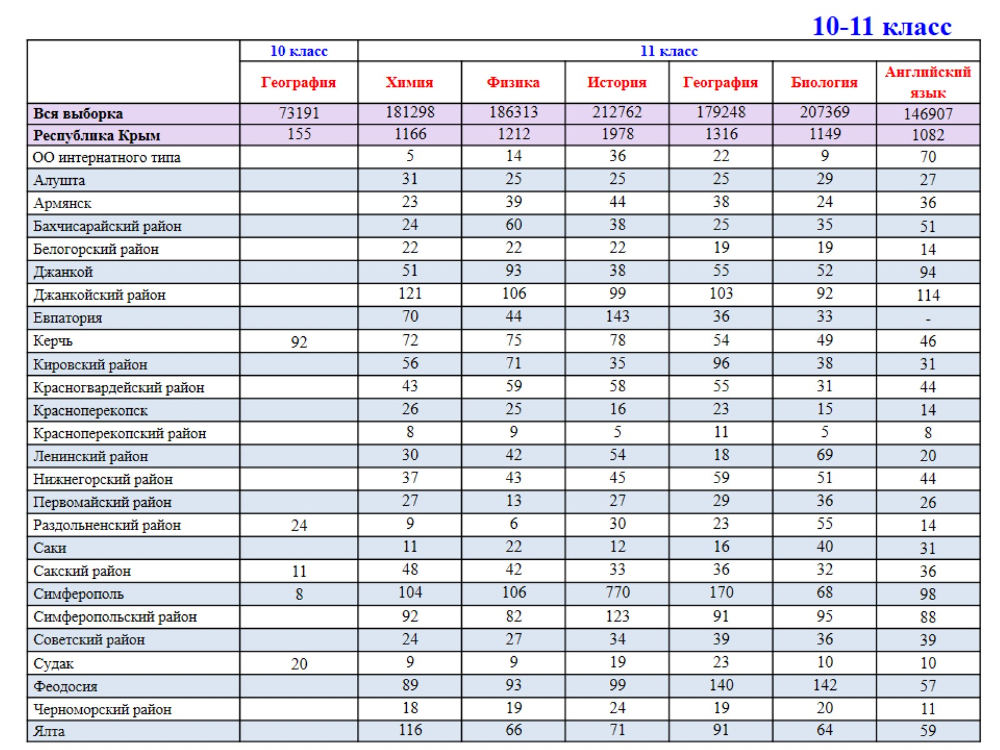 10-11 класс
10 класс 11 класс
География Химия Физика История География Биология Английский
язык
Вся выборка 73191 181298 186313 212762 179248 207369 146907
Республика Крым 155 1166 1212 1978 1316 1149 1082
ОО интернатного типа 5 14 36 22 9 70
Алушта 31 25 25 25 29 27
Армянск 23 39 44 38 24 36
Бахчисарайский район 24 60 38 25 35 51
Белогорский район 22 22 22 19 19 14
Джанкой 51 93 38 55 52 94
Джанкойский район 121 106 99 103 92 114
Евпатория 70 44 143 36 33 -
Керчь 92 72 75 78 54 49 46
Кировский район 56 71 35 96 38 31
Красногвардейский район 43 59 58 55 31 44
Красноперекопск 26 25 16 23 15 14
Красноперекопский район 8 9 5 11 5 8
Ленинский район 30 42 54 18 69 20
Нижнегорский район 37 43 45 59 51 44
Первомайский район 27 13 27 29 36 26
Раздольненский район 24 9 6 30 23 55 14
Саки 11 22 12 16 40 31
Сакский район 11 48 42 33 36 32 36
Симферополь 8 104 106 770 170 68 98
Симферопольский район 92 82 123 91 95 88
Советский район 24 27 34 39 36 39
Судак 20 9 9 19 23 10 10
Феодосия 89 93 99 140 142 57
Черноморский район 18 19 24 19 20 11
Ялта 116 66 71 91 64 59